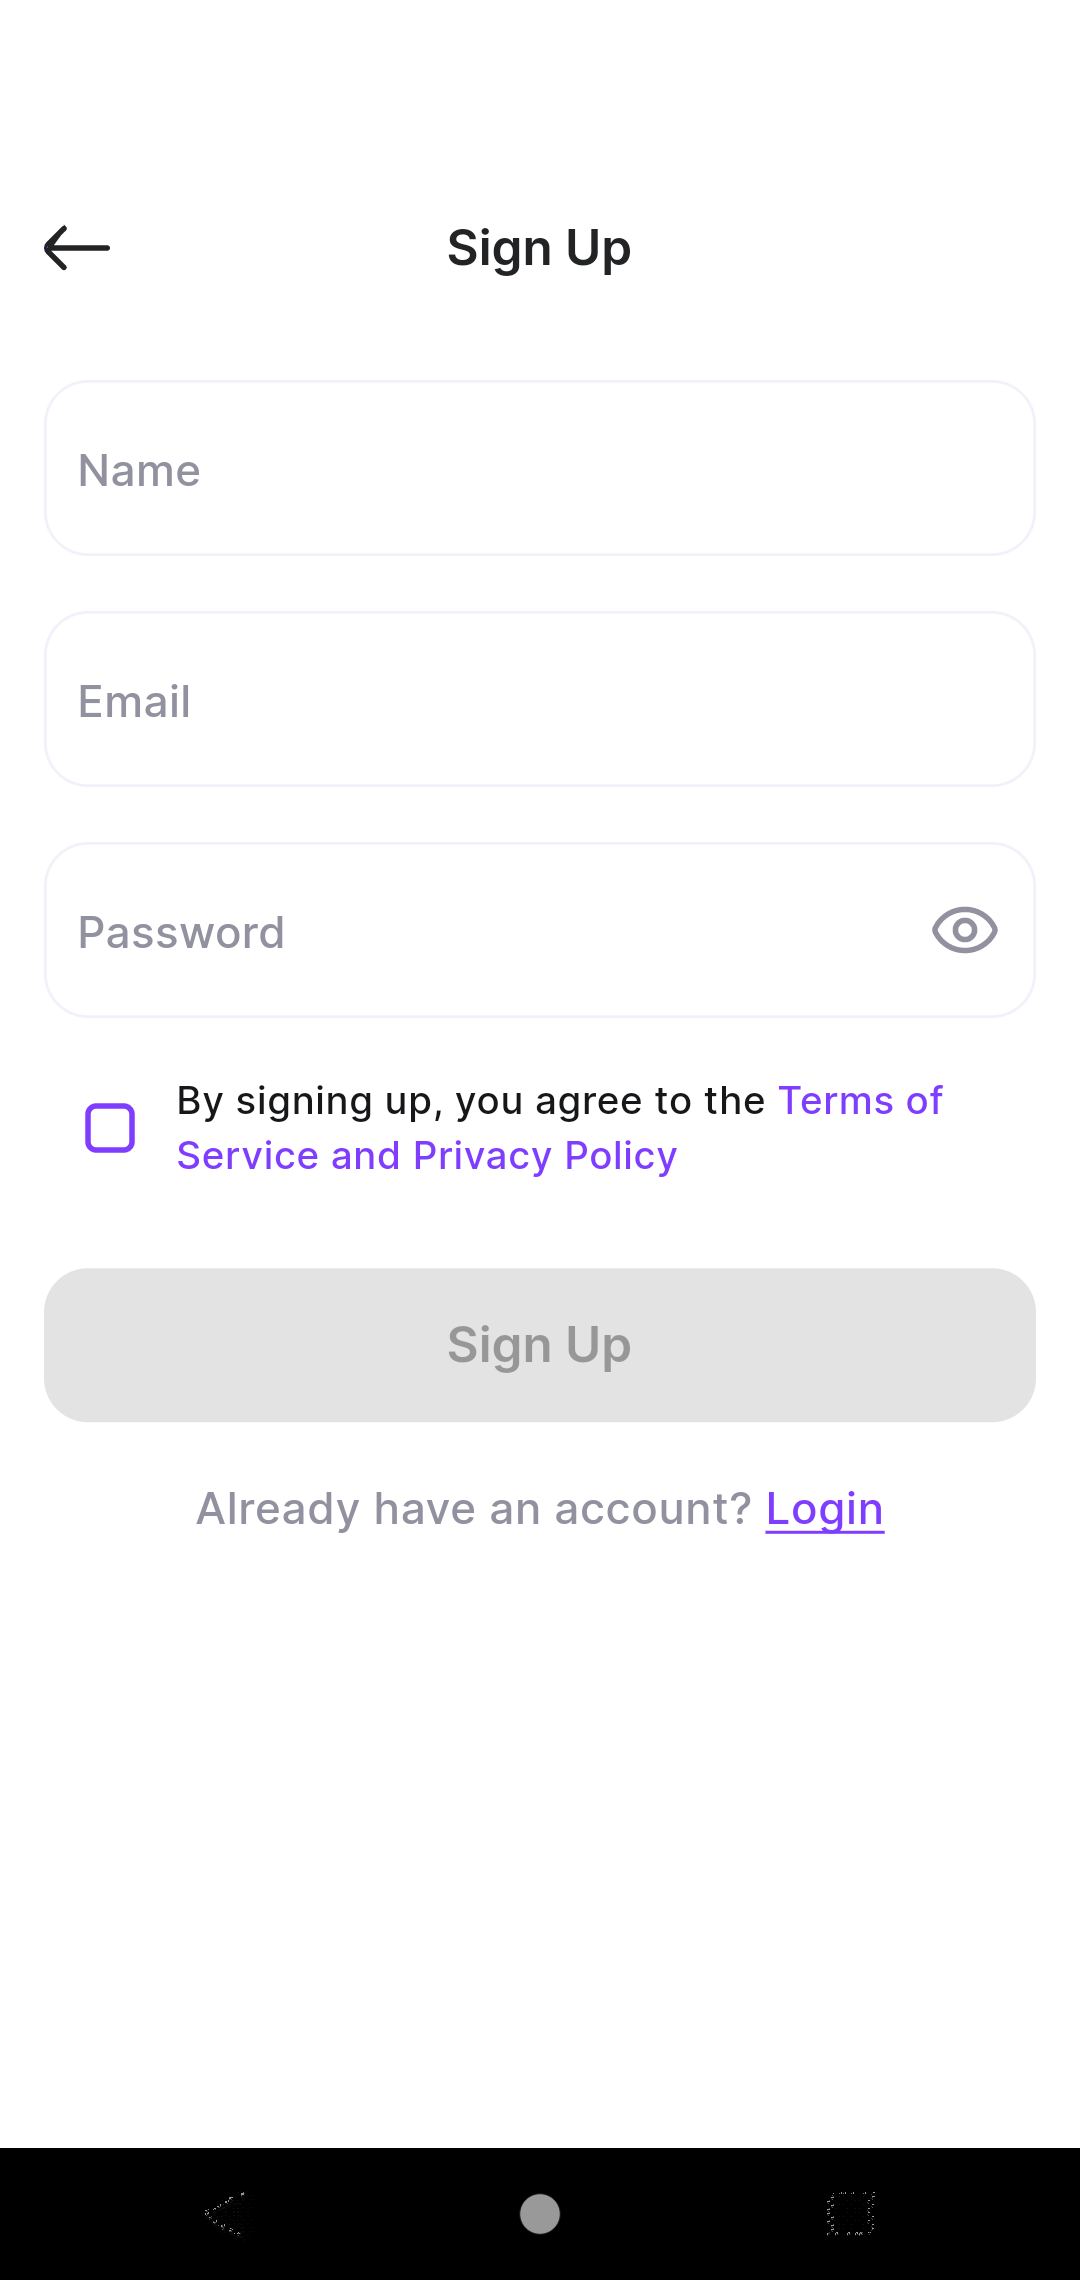 Sign Up
Name
Email
Password
By signing up, you agree to the Terms of
Service and Privacy Policy
Sign Up
Already have an account? Login